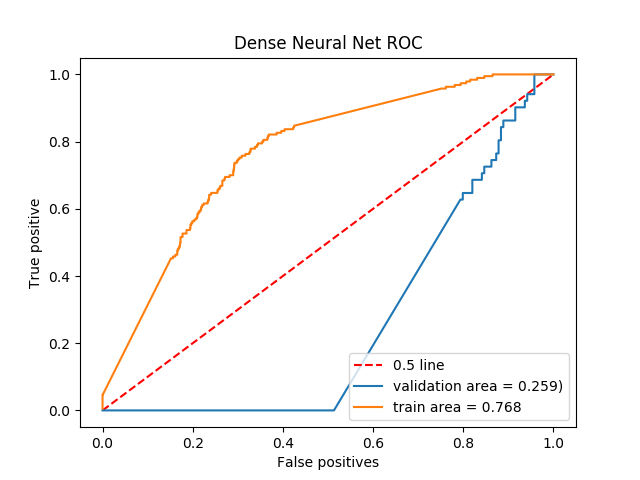 Dense Neural Net ROC
1.0
0.8
0.6
0.4
0.2
0.0
True positive
0.0 0.2 0.4 0.6 0.8 1.0
False positives
0.5 line
validation area = 0.259)
train area = 0.768